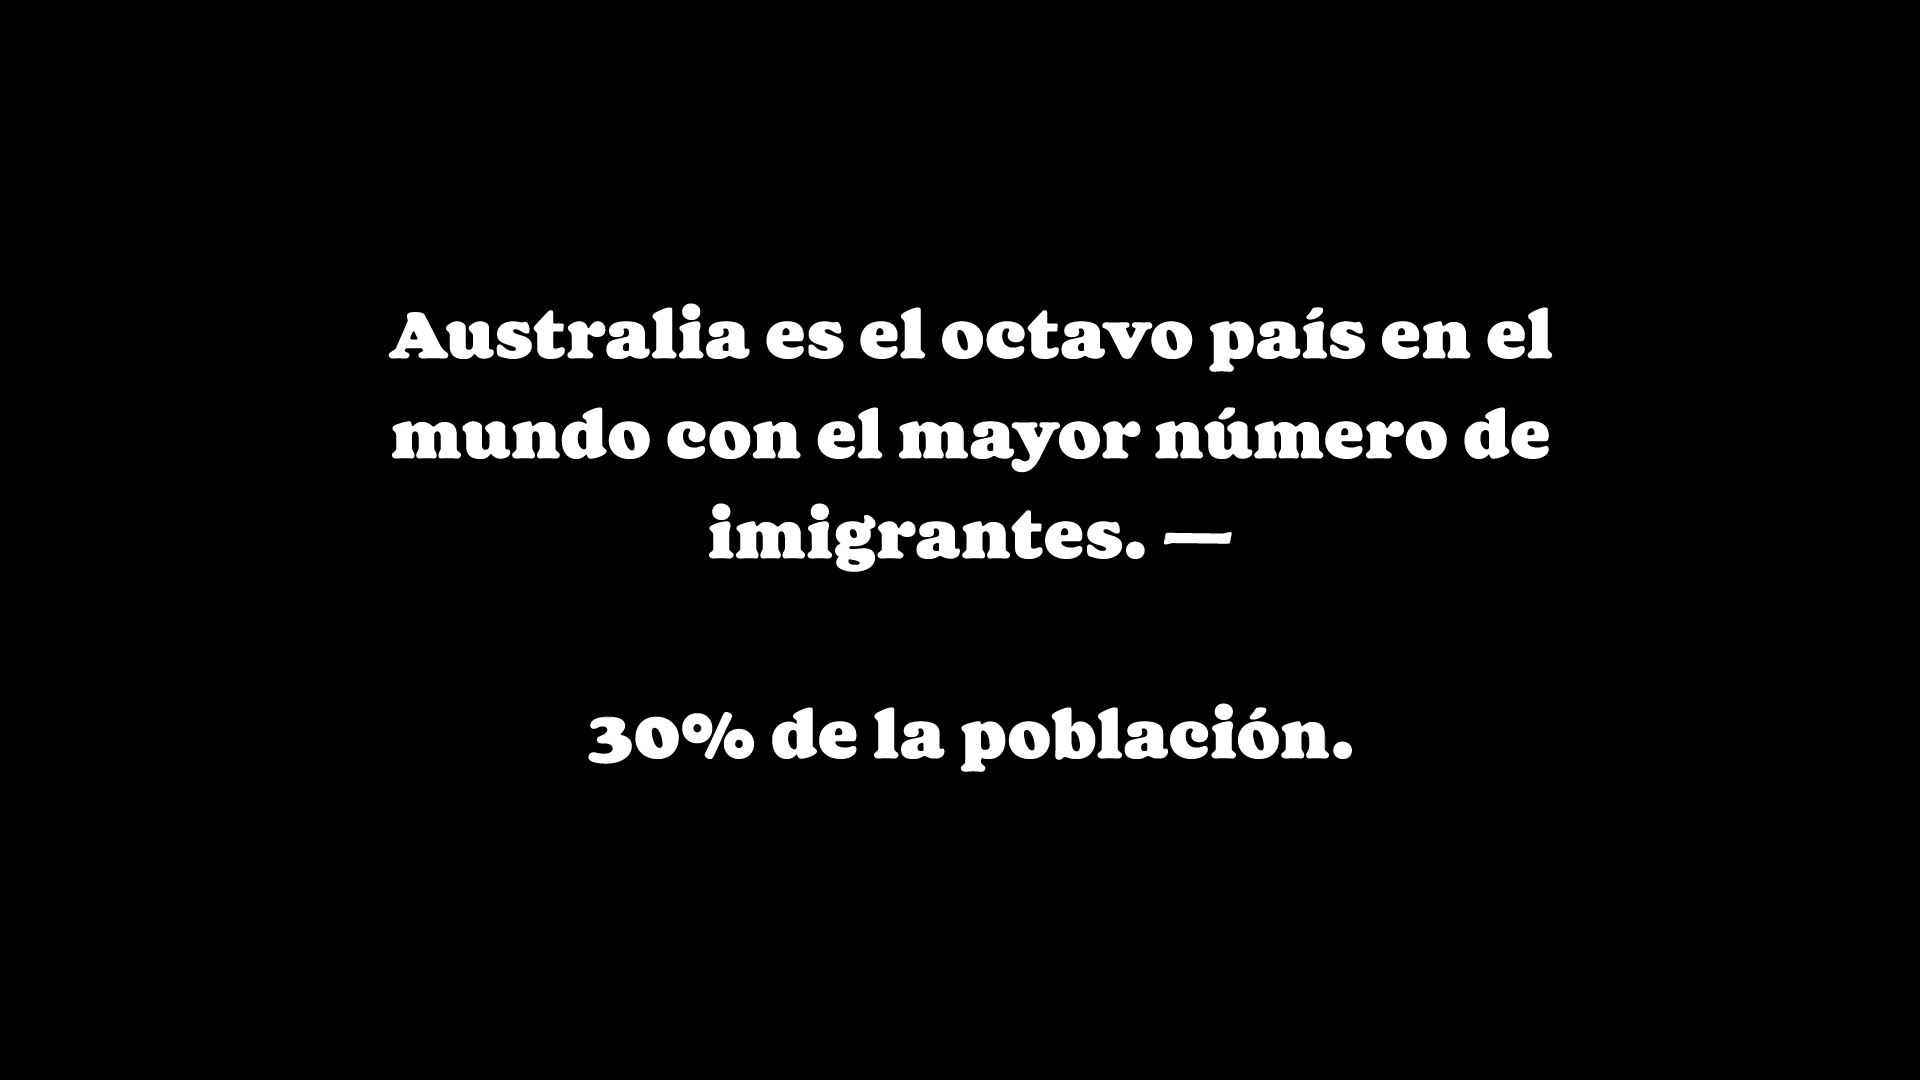 Australia es el octavo país en el
mundo con el mayor número de
imigrantes. —
30% de la población.